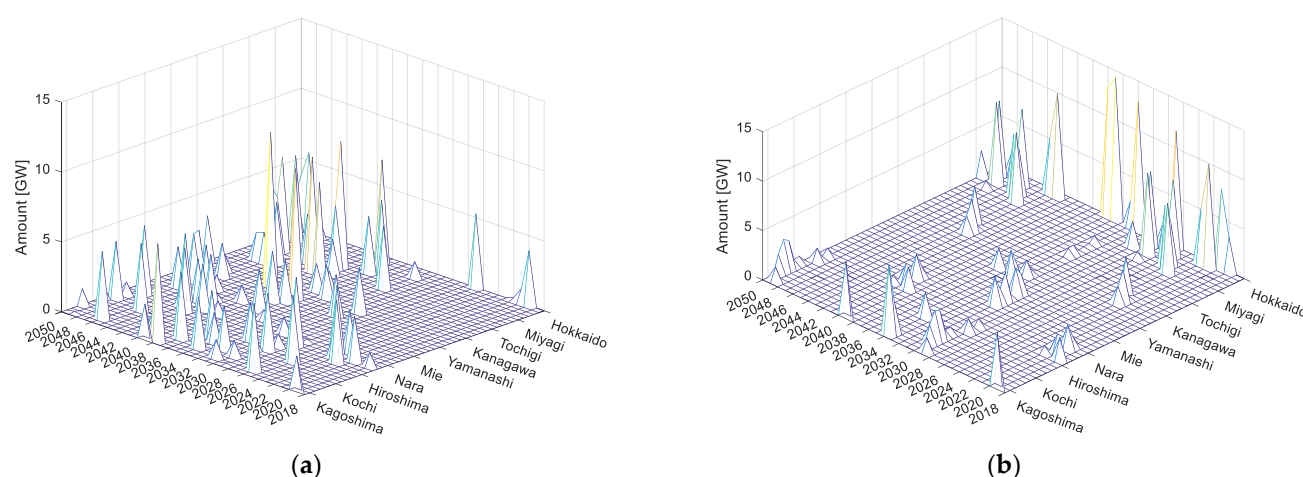 15
10
5
0
Amount [GW]
2050
2048
2046
2044
2042
2040
2038
2036
2034
2032
2030
2028
2026
2024
2022
2020
2018
Kagoshima
Kochi
Hiroshima
Nara
Mie
Yamanashi
Kanagawa
Tochigi
Miyagi
Hokkaido
(a)
15
10
5
0
Amount [GW]
2050
2048
2046
2044
2042
2040
2038
2036
2034
2032
2030
2028
2026
2024
2022
2020
2018
Kagoshima
Kochi
Hiroshima
Nara
Mie
Yamanashi
Kanagawa
Tochigi
Miyagi
Hokkaido
(b)